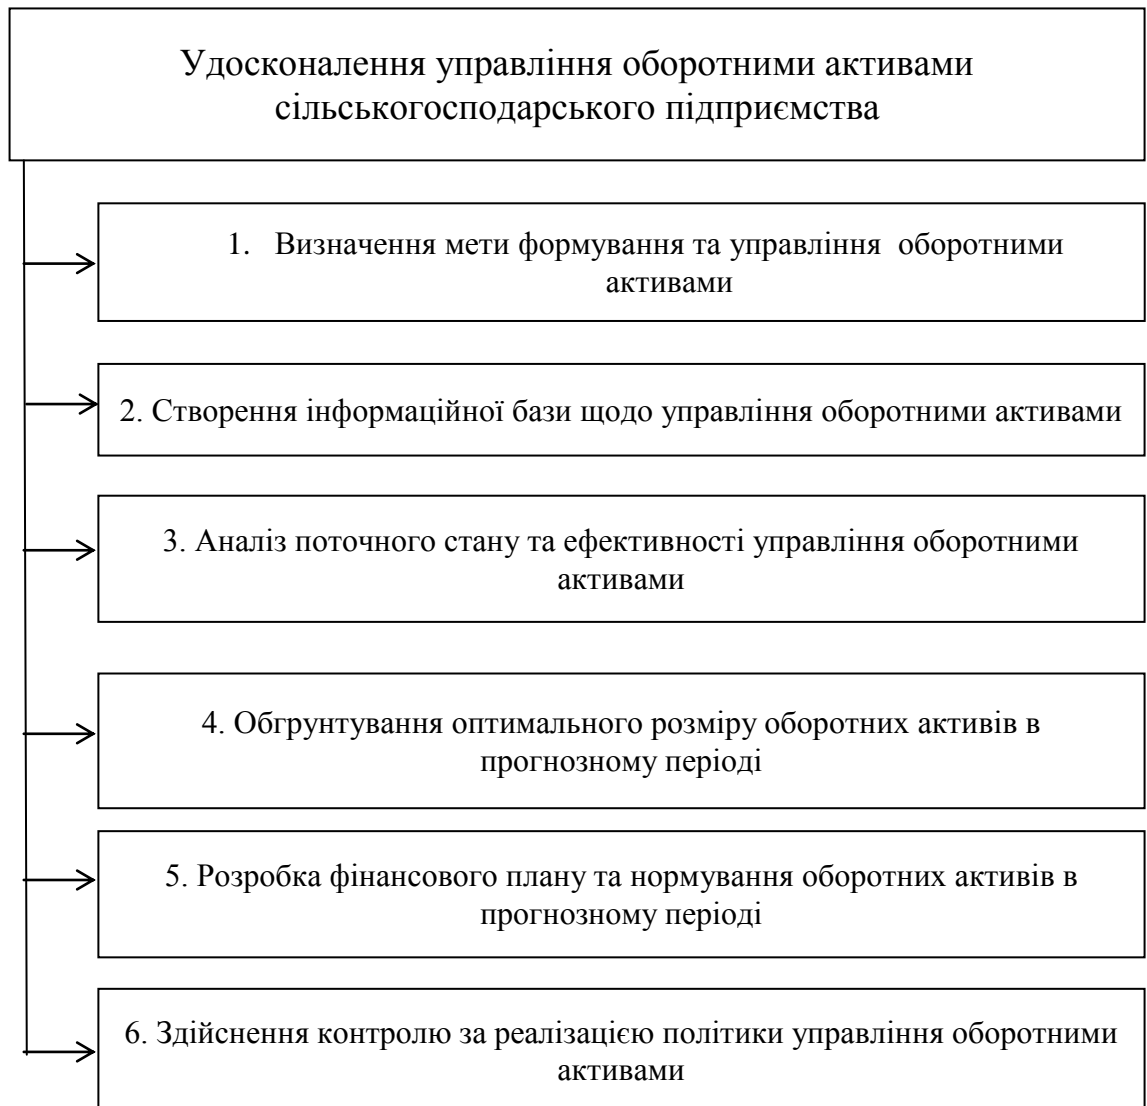 Удосконалення управління оборотними активами
сільськогосподарського підприємства
1. Визначення мети формування та управління оборотними
активами
2. Створення інформаційної бази щодо управління оборотними активами
3. Аналіз поточного стану та ефективності управління оборотними
активами
4. Обгрунтування оптимального розміру оборотних активів в
прогнозному періоді
5. Розробка фінансового плану та нормування оборотних активів в
прогнозному періоді
6. Здійснення контролю за реалізацією політики управління оборотними
активами